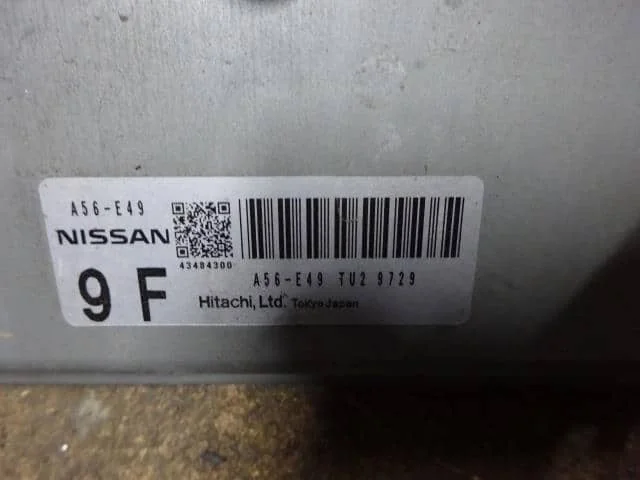 A56-E49
NISSAN
43484300
A56-E49 TU2 9729
9 F
Hitachi, Ltd. Tokyo Japan